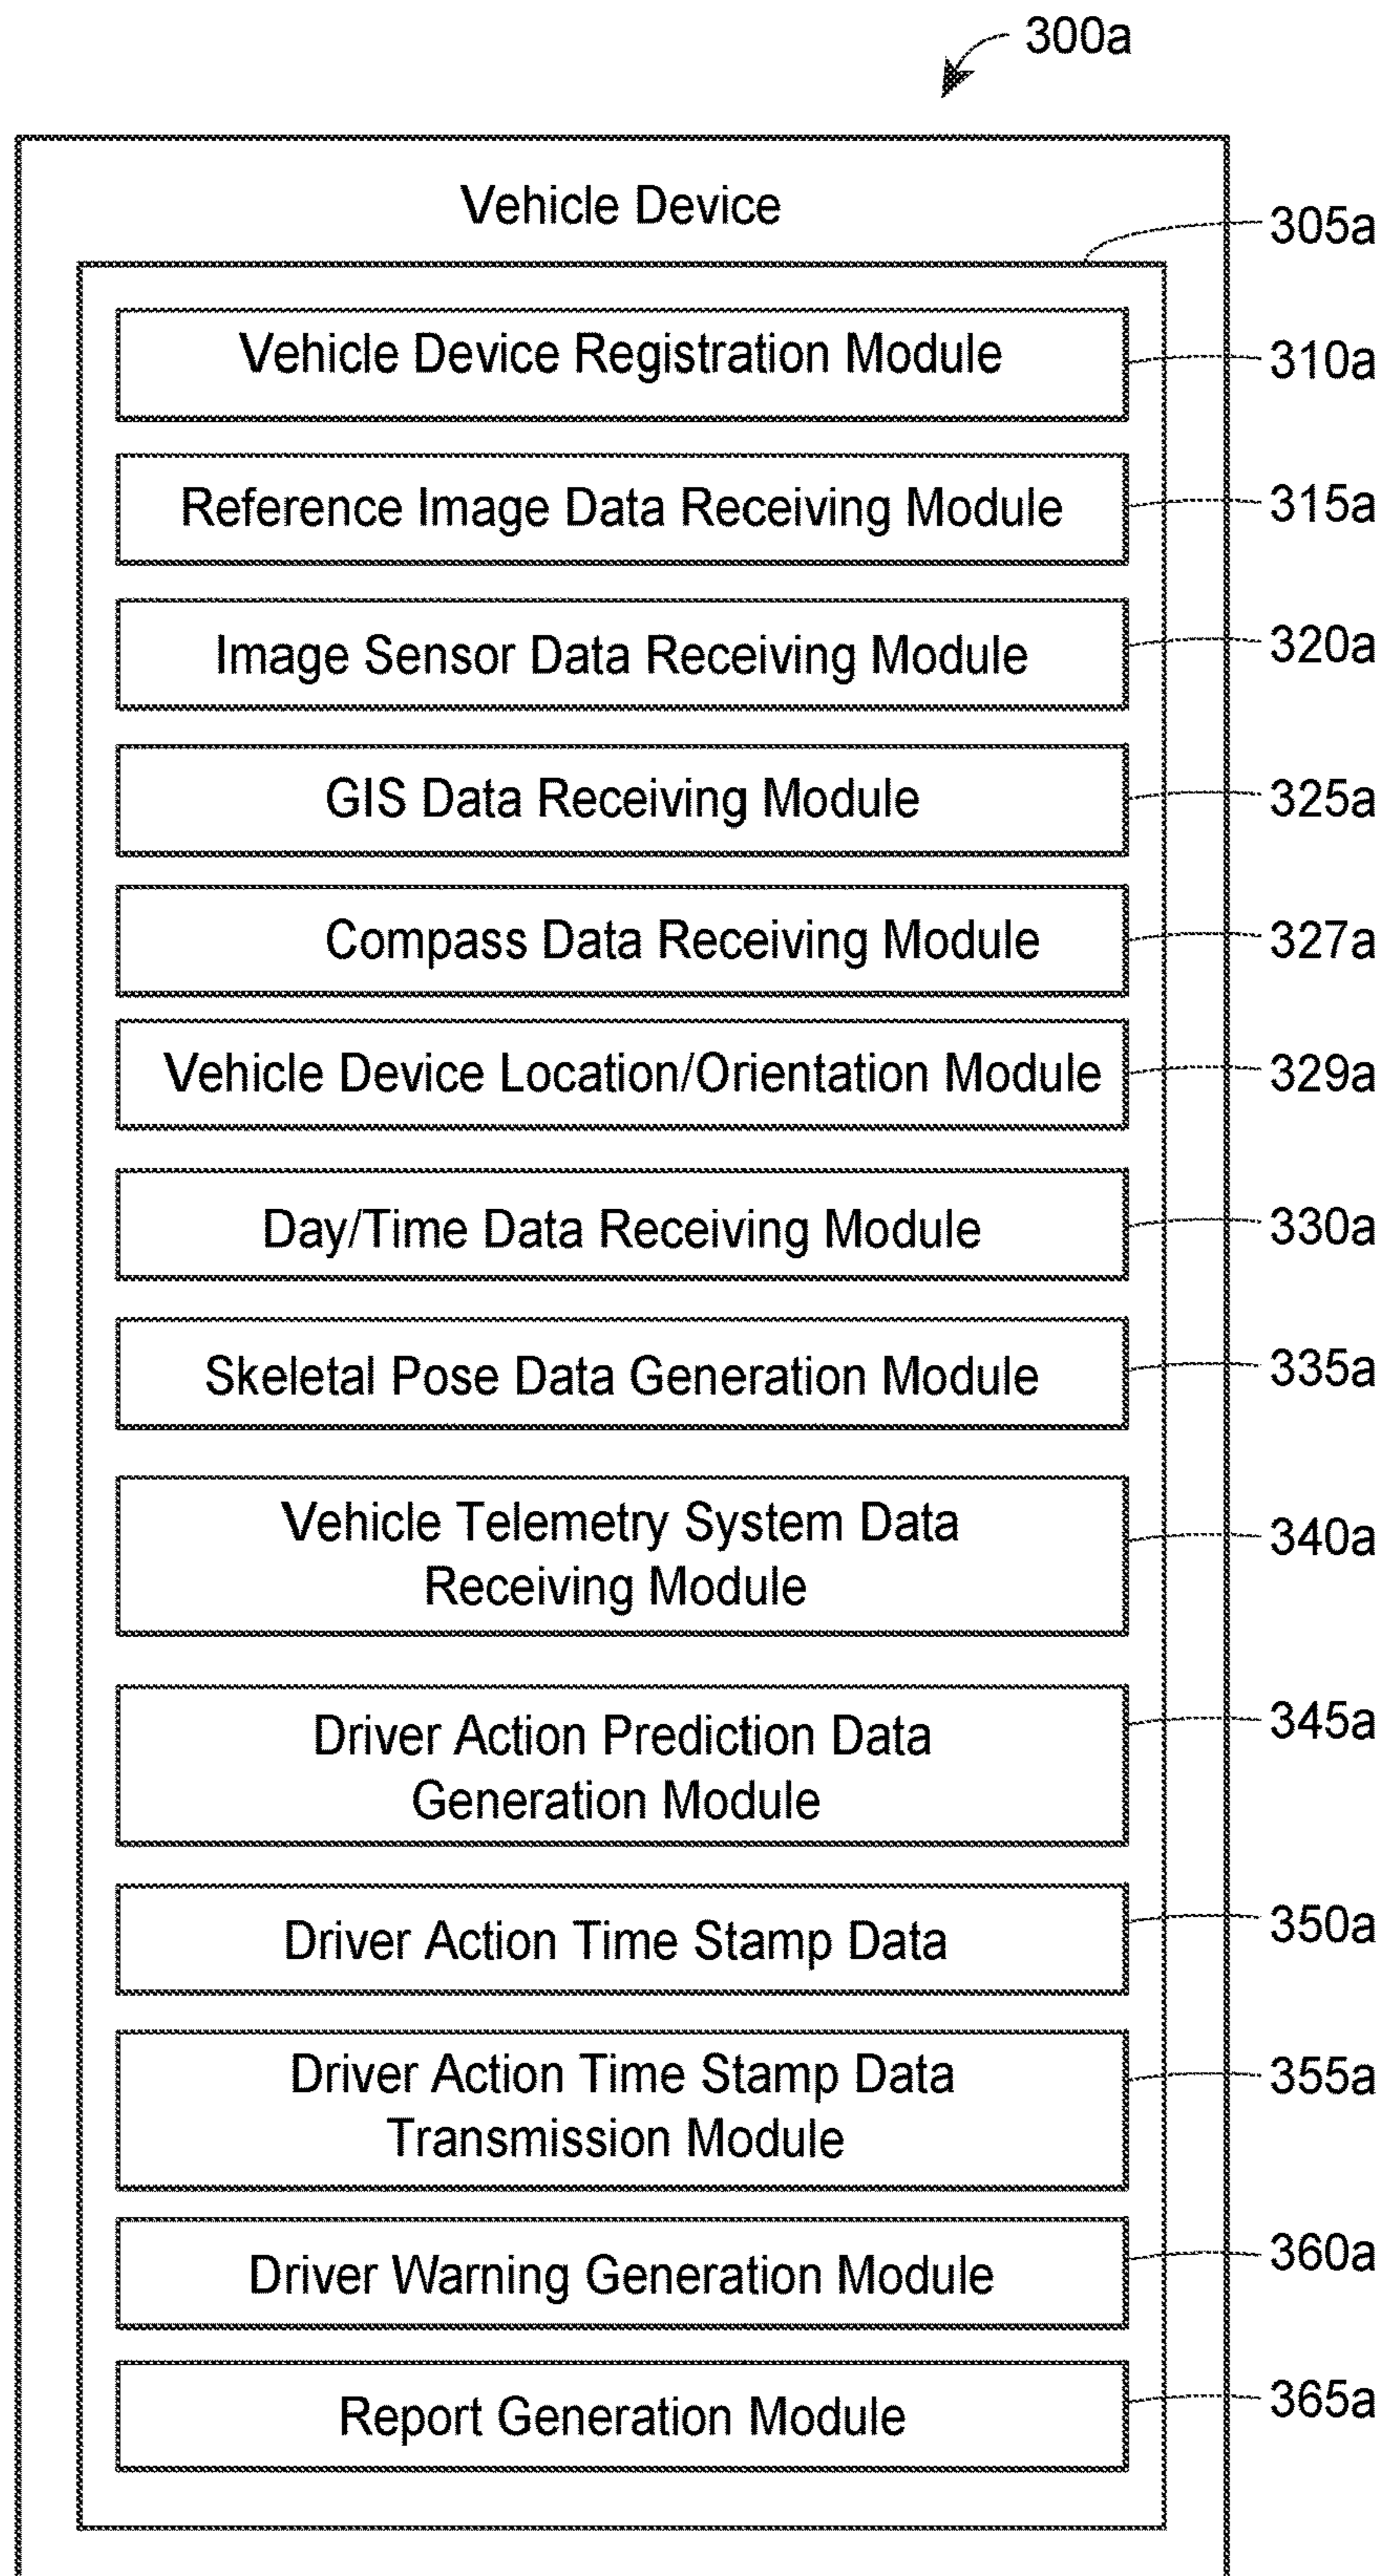 300a
Vehicle Device
305a
Vehicle Device Registration Module
310a
Reference Image Data Receiving Module
315a
Image Sensor Data Receiving Module
320a
GIS Data Receiving Module
325a
Compass Data Receiving Module
327a
Vehicle Device Location/Orientation Module
329a
Day/Time Data Receiving Module
330a
Skeletal Pose Data Generation Module
335a
Vehicle Telemetry System Data
Receiving Module
340a
Driver Action Prediction Data
Generation Module
345a
Driver Action Time Stamp Data
350a
Driver Action Time Stamp Data
Transmission Module
355a
Driver Warning Generation Module
360a
Report Generation Module
365a